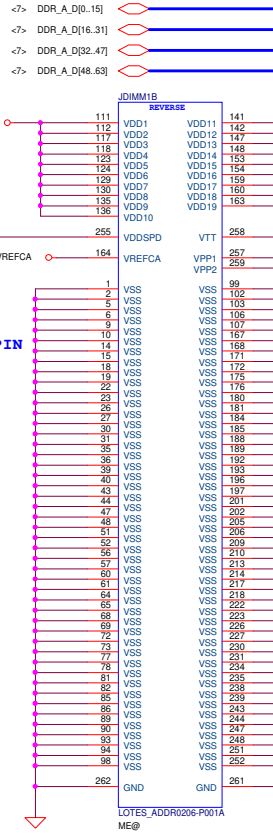 <7> DDR_A_D[0..15]
<7> DDR_A_D[16..31]
<7> DDR_A_D[32..47]
<7> DDR_A_D[48..63]
JDIMM1B
REVERSE
111 VDD1 VDD11 141
112 VDD2 VDD12 142
117 VDD3 VDD13 147
118 VDD4 VDD14 148
123 VDD5 VDD15 153
124 VDD6 VDD16 154
129 VDD7 VDD17 159
130 VDD8 VDD18 160
135 VDD9 VDD19 163
136 VDD10
255 VDDSPD VTT 258
VREFCA 164 VREFCA VPP1 257
VPP2 259
1 VSS VSS 99
2 VSS VSS 102
5 VSS VSS 103
6 VSS VSS 106
9 VSS VSS 107
PIN
10 VSS VSS 167
14 VSS VSS 168
15 VSS VSS 171
18 VSS VSS 172
19 VSS VSS 175
22 VSS VSS 176
23 VSS VSS 180
26 VSS VSS 181
27 VSS VSS 184
30 VSS VSS 185
31 VSS VSS 188
35 VSS VSS 189
36 VSS VSS 192
39 VSS VSS 193
40 VSS VSS 196
43 VSS VSS 197
44 VSS VSS 201
47 VSS VSS 202
48 VSS VSS 205
51 VSS VSS 206
52 VSS VSS 209
56 VSS VSS 210
57 VSS VSS 213
60 VSS VSS 214
61 VSS VSS 217
64 VSS VSS 218
65 VSS VSS 222
68 VSS VSS 223
69 VSS VSS 226
72 VSS VSS 227
73 VSS VSS 230
77 VSS VSS 231
78 VSS VSS 234
81 VSS VSS 235
82 VSS VSS 238
85 VSS VSS 239
86 VSS VSS 243
89 VSS VSS 244
90 VSS VSS 247
93 VSS VSS 248
94 VSS VSS 251
98 VSS VSS 252
262 GND GND 261
LOTES_ADDR0206-P001A
ME@